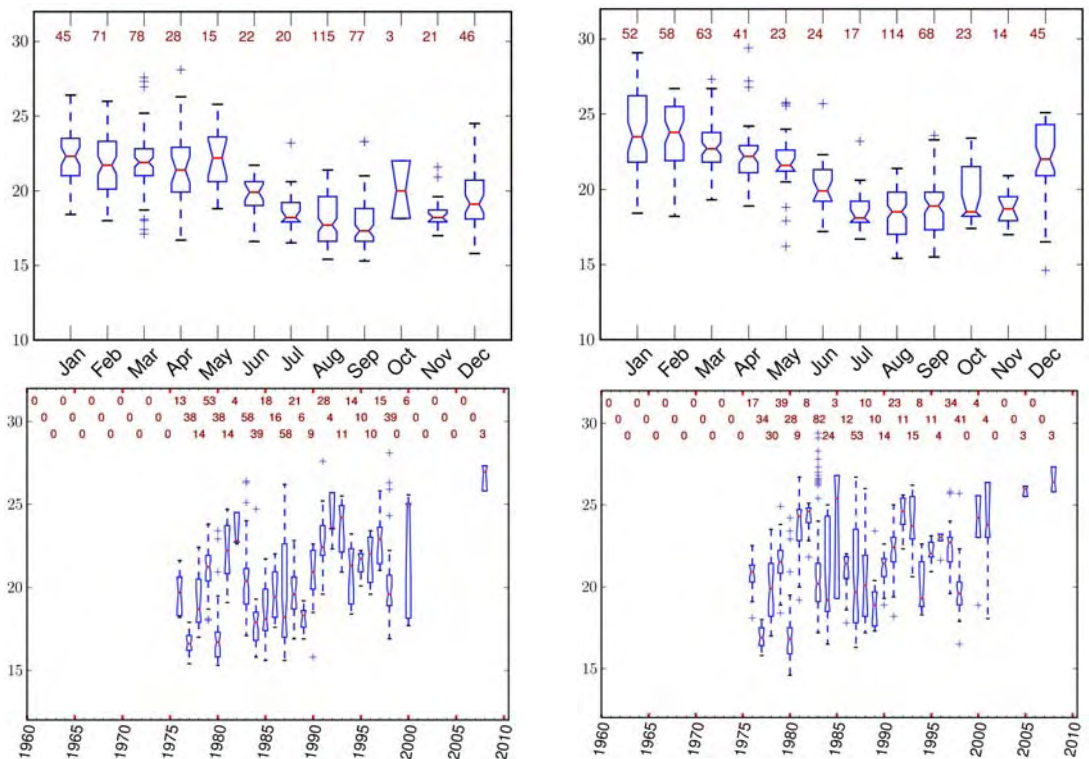 30
45 71 78 28 15 22 20 115 77 3 21 46
25
20
15
10
Jan Feb Mar Apr May Jun Jul Aug Sep Oct Nov Dec
30
52 58 63 41 23 24 17 114 68 23 14 45
25
20
15
10
Jan Feb Mar Apr May Jun Jul Aug Sep Oct Nov Dec
30
0 0 0 0 0 13 53 4 18 21 28 14 15 6 0 0
0 0 0 0 0 38 38 58 16 6 4 10 39 0 0 0
0 0 0 0 0 14 14 39 58 9 11 10 0 0 3
25
20
15
1960 1965 1970 1975 1980 1985 1990 1995 2000 2005 2010
30
0 0 0 0 0 17 39 8 3 10 23 8 34 4 0 0
0 0 0 0 0 34 28 82 12 10 11 11 41 4 0 0
0 0 0 0 0 30 9 24 53 14 15 4 0 3 3
25
20
15
1960 1965 1970 1975 1980 1985 1990 1995 2000 2005 2010